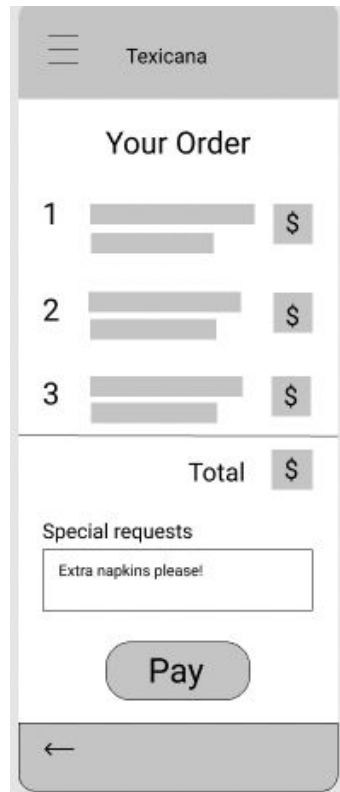 Texicana
Your Order
1 $
2 $
3 $
Total $
Special requests
Extra napkins please!
Pay